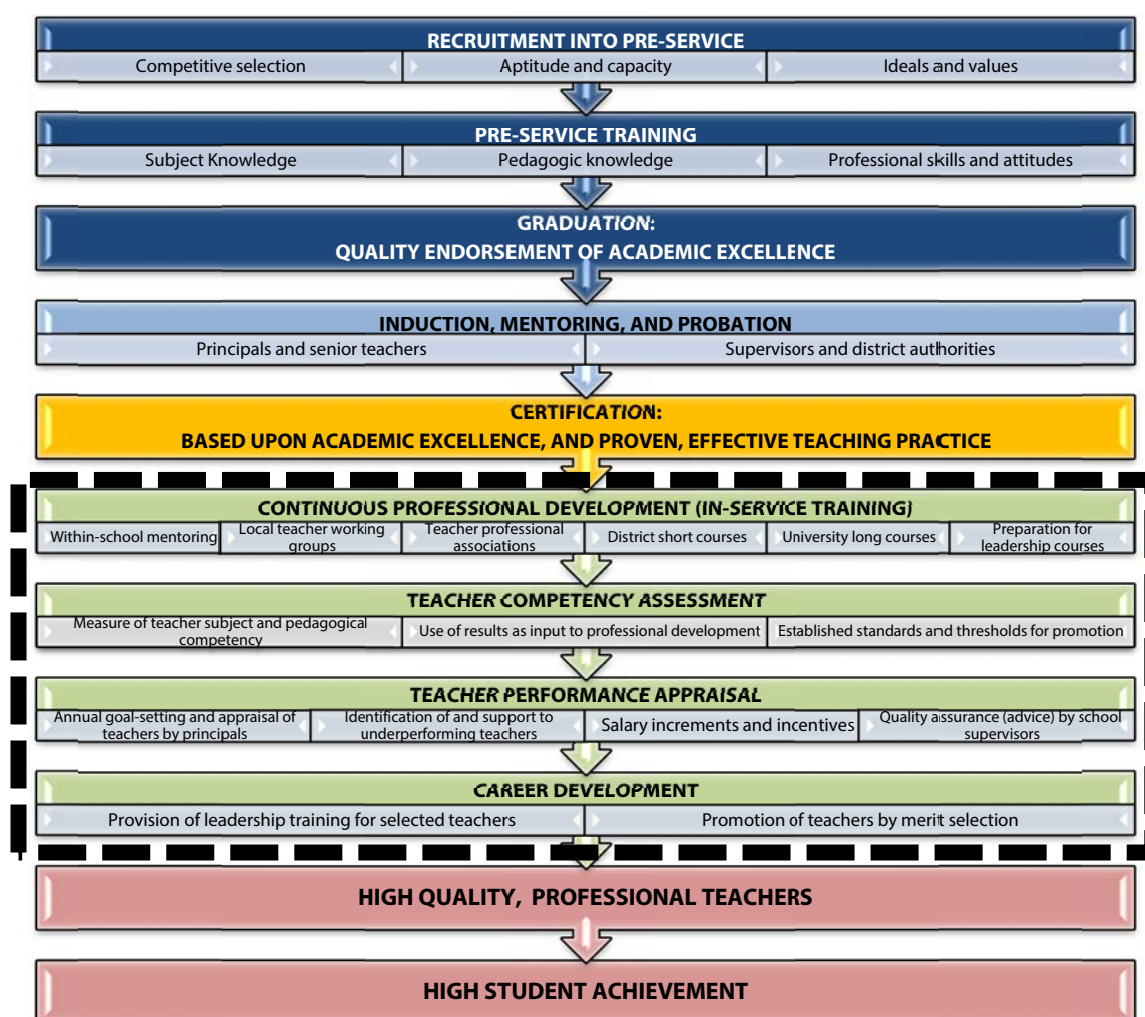 RECRUITMENT INTO PRE-SERVICE
Competitive selection
Aptitude and capacity
Ideals and values
PRE-SERVICE TRAINING
Subject Knowledge
Pedagogic knowledge
Professional skills and attitudes
GRADUATION:
QUALITY ENDORSEMENT OF ACADEMIC EXCELLENCE
INDUCTION, MENTORING, AND PROBATION
Principals and senior teachers
Supervisors and district authorities
CERTIFICATION:
BASED UPON ACADEMIC EXCELLENCE, AND PROVEN, EFFECTIVE TEACHING PRACTICE
CONTINUOUS PROFESSIONAL DEVELOPMENT (IN-SERVICE TRAINING)
Within-school mentoring
Local teacher working
groups
Teacher professional
associations
District short courses
University long courses
Preparation for
leadership courses
TEACHER COMPETENCY ASSESSMENT
Measure of teacher subject and pedagogical
competency
Use of results as input to professional development
Established standards and thresholds for promotion
TEACHER PERFORMANCE APPRAISAL
Annual goal-setting and appraisal of
teachers by principals
Identification of and support to
underperforming teachers
Salary increments and incentives
Quality assurance (advice) by school
supervisors
CAREER DEVELOPMENT
Provision of leadership training for selected teachers
Promotion of teachers by merit selection
HIGH QUALITY, PROFESSIONAL TEACHERS
HIGH STUDENT ACHIEVEMENT